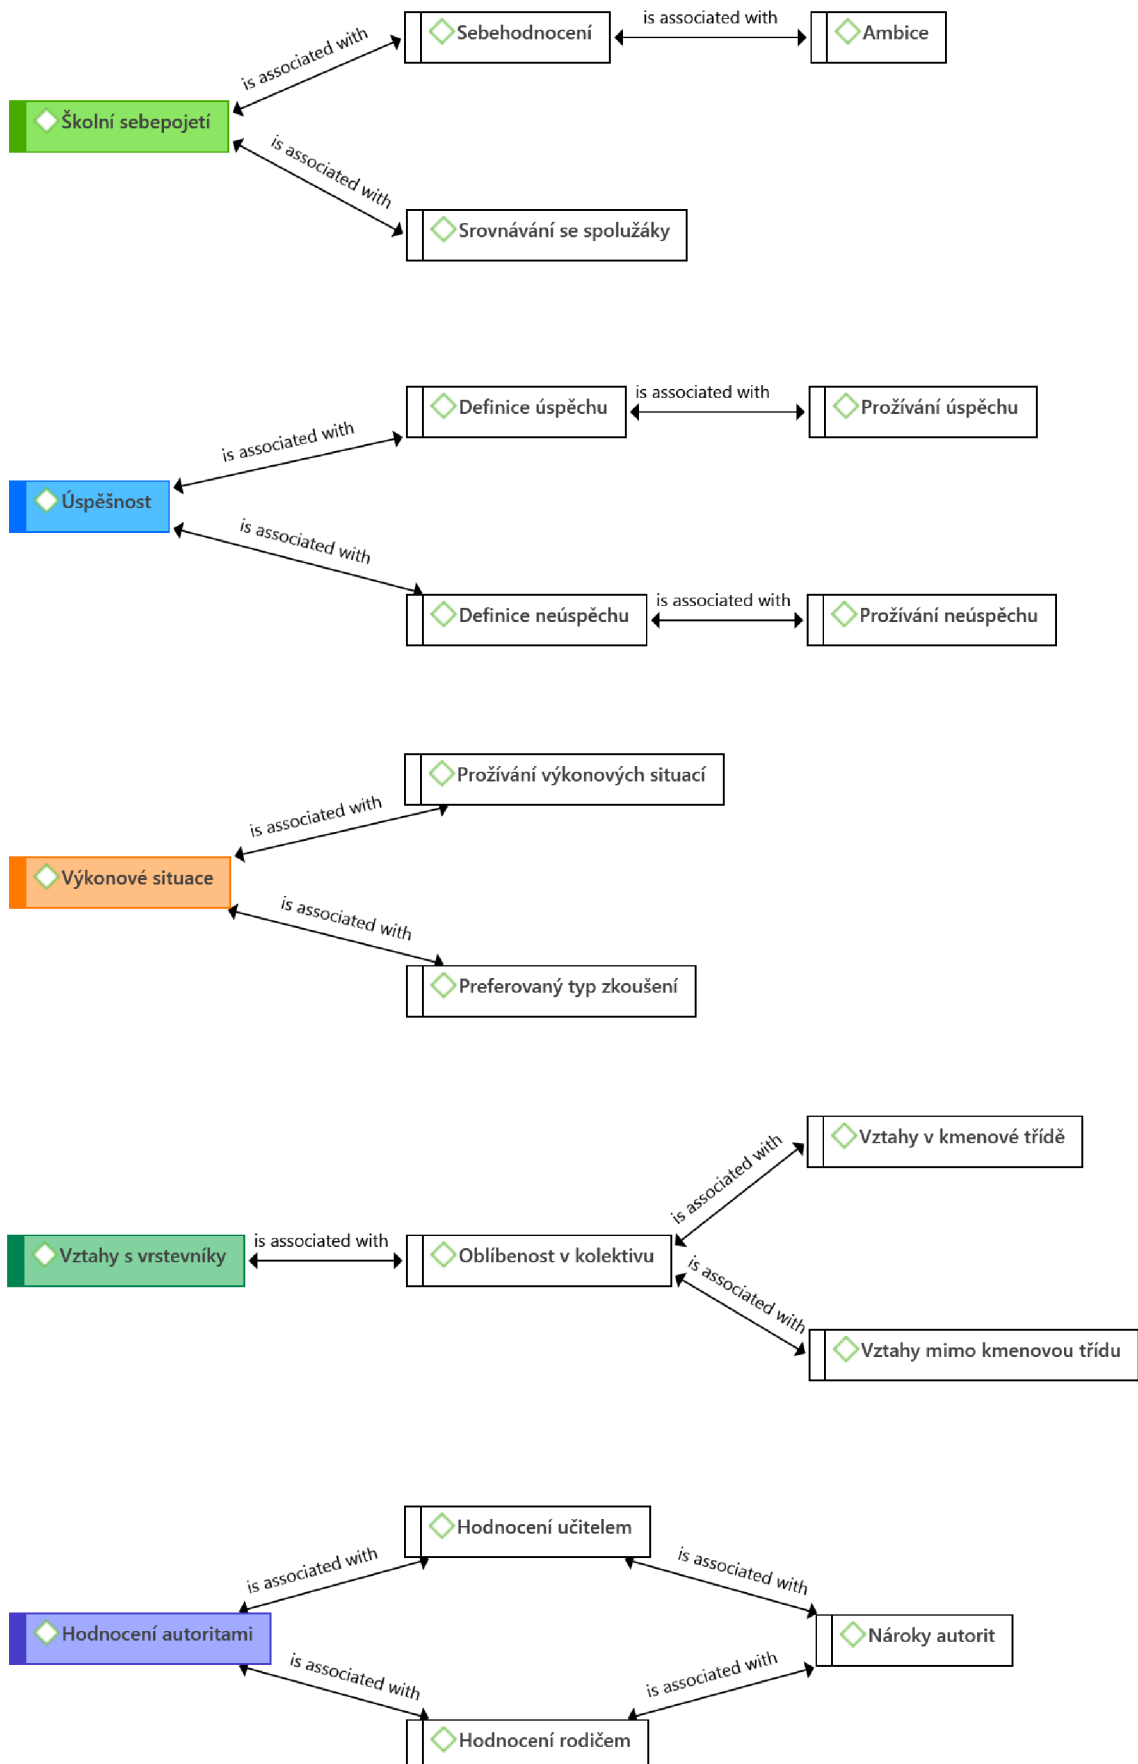 Sebehodnocení
is associated with
Ambice
is associated with
Školní sebepojetí
is associated with
Srovnávání se spolužáky
Definice úspěchu
is associated with
Prožívání úspěchu
is associated with
Úspěšnost
is associated with
Definice neúspěchu
is associated with
Prožívání neúspěchu
Prožívání výkonových situací
is associated with
Výkonové situace
is associated with
Preferovaný typ zkoušení
Vztahy v kmenové třídě
is associated with
Vztahy s vrstevníky
is associated with
Oblíbenost v kolektivu
is associated with
Vztahy mimo kmenovou třídu
Hodnocení učitelem
is associated with
is associated with
Hodnocení autoritami
Nároky autorit
is associated with
is associated with
Hodnocení rodičem